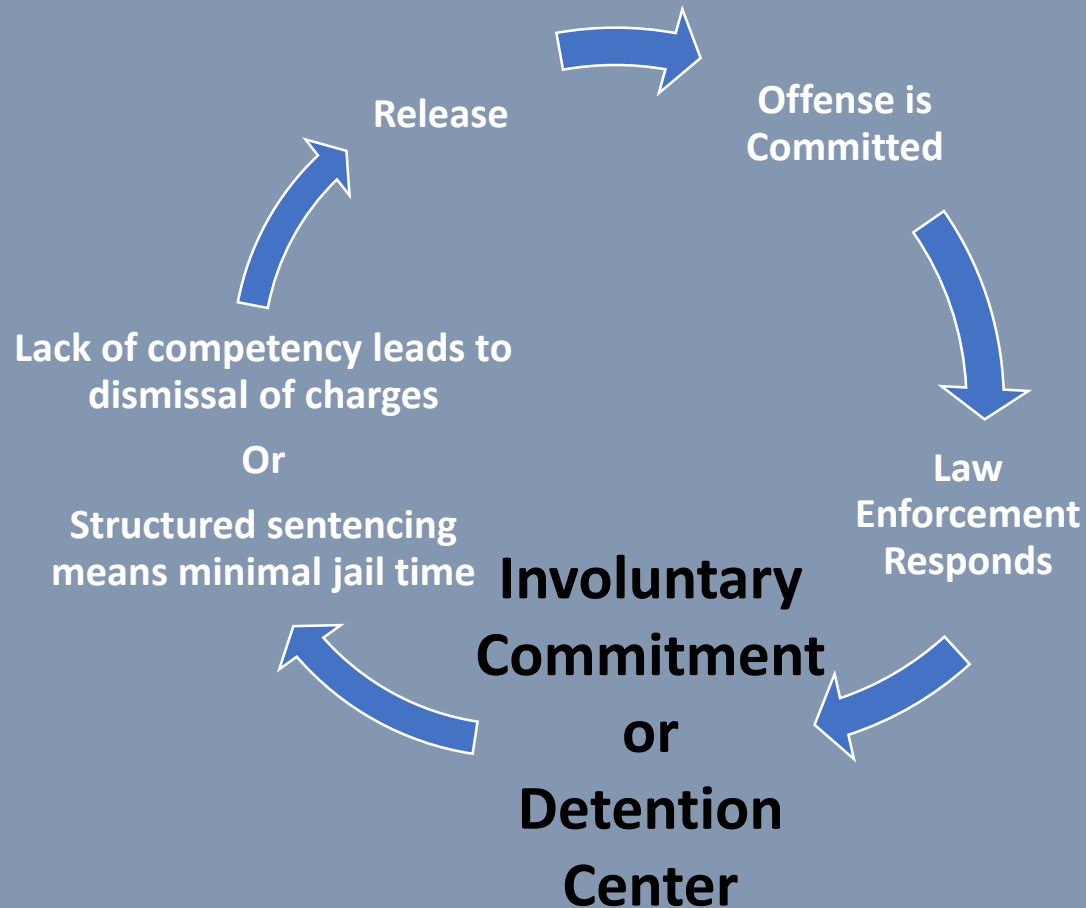 Release
Offense is
Committed
Law
Enforcement
Responds
Involuntary
Commitment
or
Detention
Center
Lack of competency leads to
dismissal of charges
Or
Structured sentencing
means minimal jail time